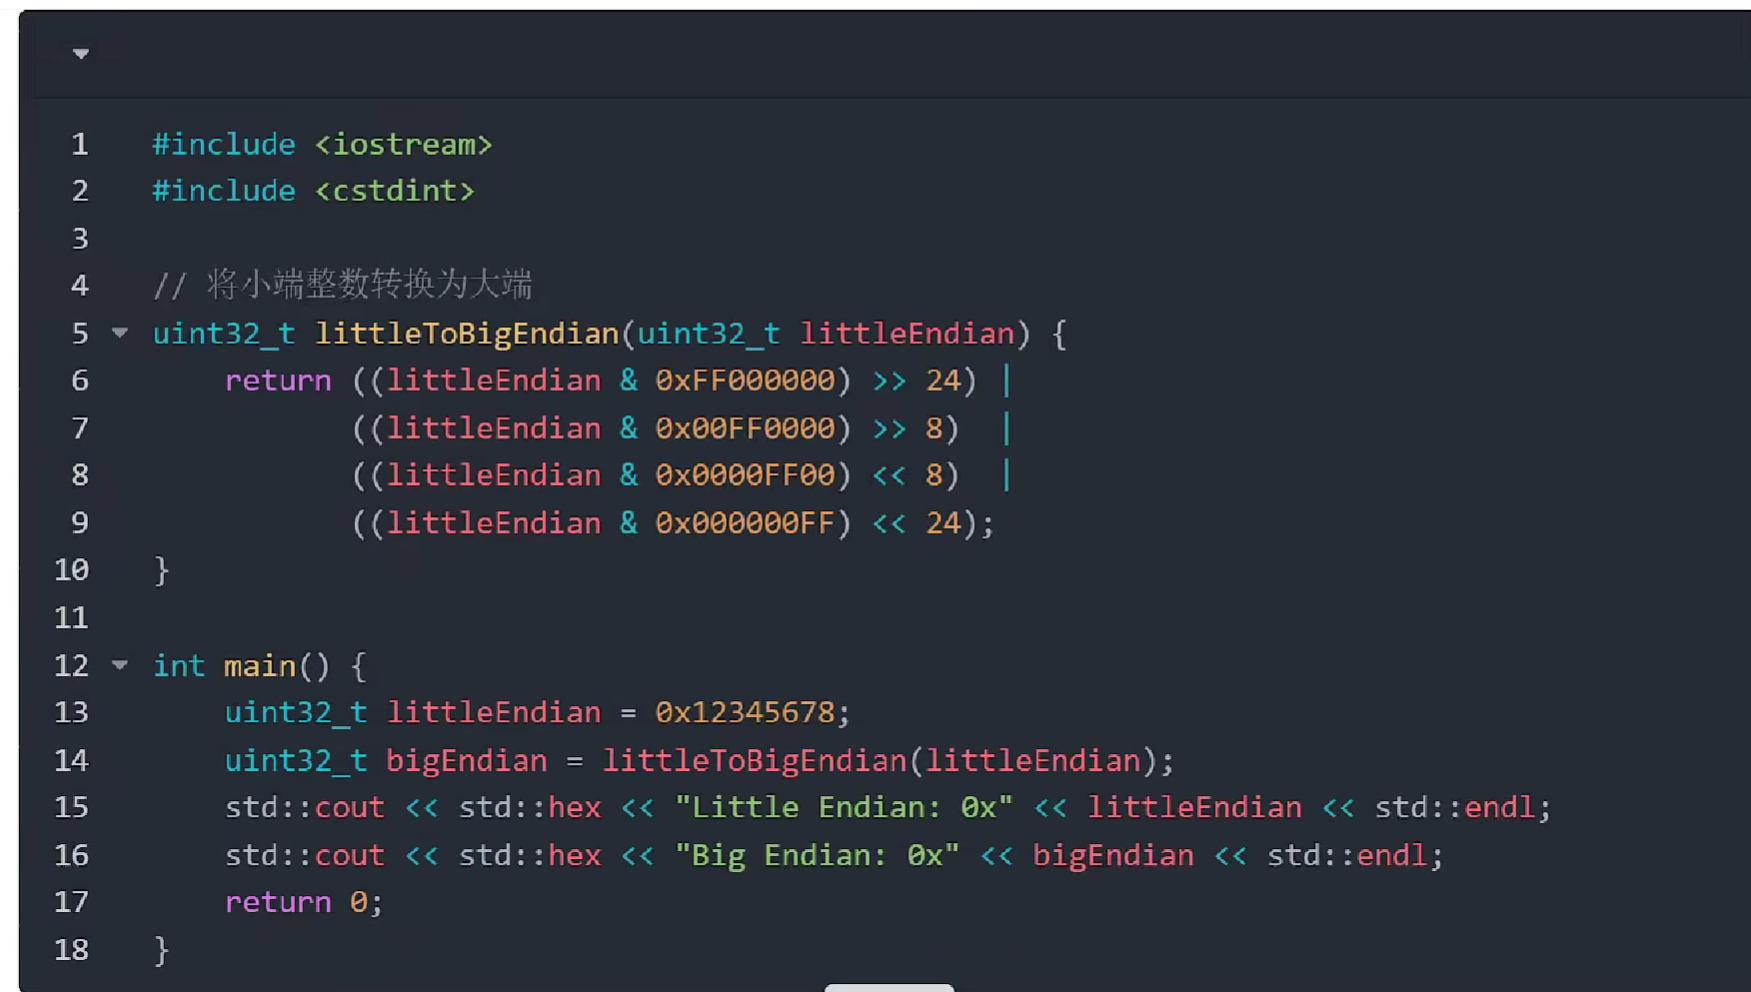 1 #include <iostream>
2 #include <cstdint>
3
4 // 将小端整数转换为大端
5 uint32_t littleToBigEndian(uint32_t littleEndian) {
6     return ((littleEndian & 0xFF000000) >> 24) |
7            ((littleEndian & 0x00FF0000) >> 8)  |
8            ((littleEndian & 0x0000FF00) << 8)  |
9            ((littleEndian & 0x000000FF) << 24);
10 }
11
12 int main() {
13     uint32_t littleEndian = 0x12345678;
14     uint32_t bigEndian = littleToBigEndian(littleEndian);
15     std::cout << std::hex << "Little Endian: 0x" << littleEndian << std::endl;
16     std::cout << std::hex << "Big Endian: 0x" << bigEndian << std::endl;
17     return 0;
18 }